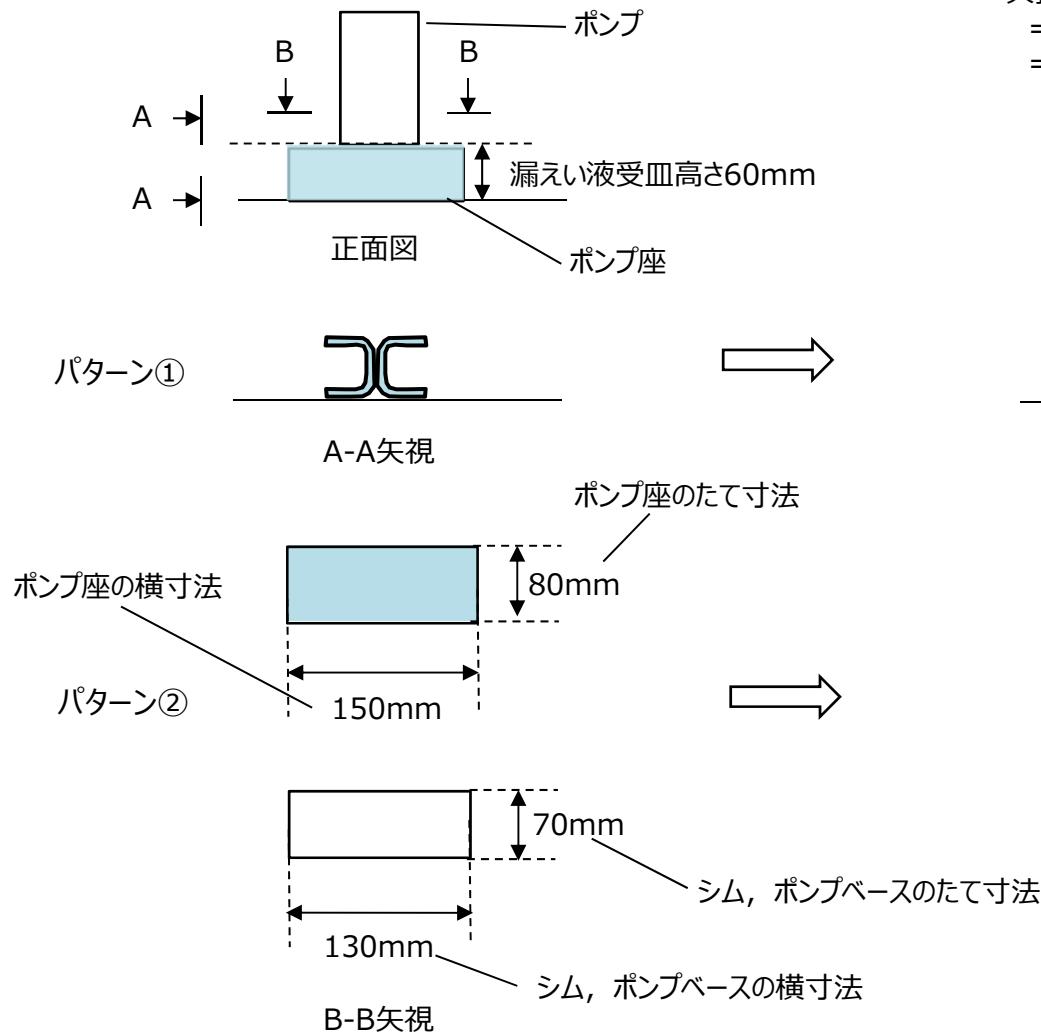 ポンプ
B
B
A
A
漏えい液受皿高さ60mm
正面図
ポンプ座
パターン①
A-A矢視
ポンプ座のたて寸法
ポンプ座の横寸法
80mm
パターン②
150mm
70mm
シム,ポンプベースのたて寸法
130mm
シム,ポンプベースの横寸法
B-B矢視
=
=